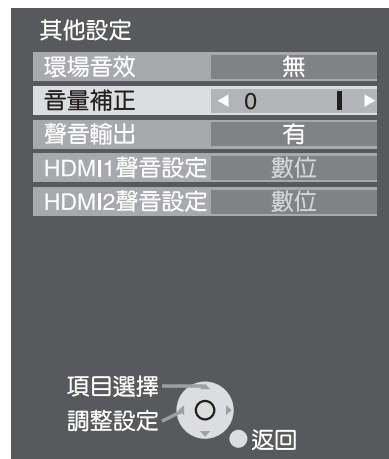 其他設定
環場音效 無
音量補正 0
聲音輸出 有
HDMI1聲音設定 數位
HDMI2聲音設定 數位
項目選擇
調整設定
返回